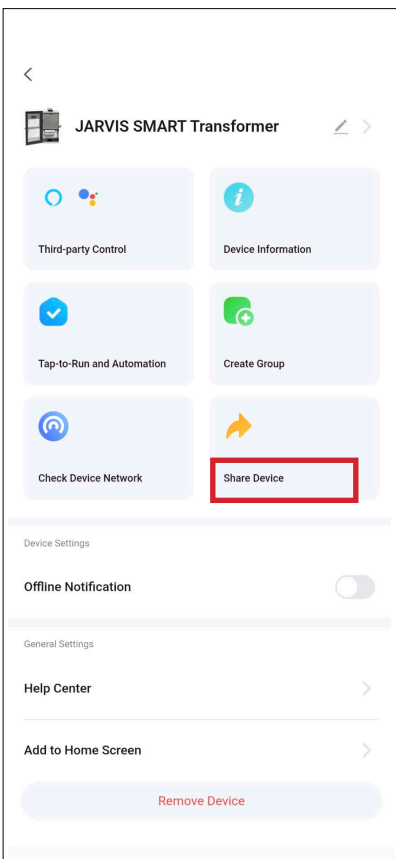 JARVIS SMART Transformer
Third-party Control
Device Information
Tap-to-Run and Automation
Create Group
Check Device Network
Share Device
Device Settings
Offline Notification
General Settings
Help Center
Add to Home Screen
Remove Device